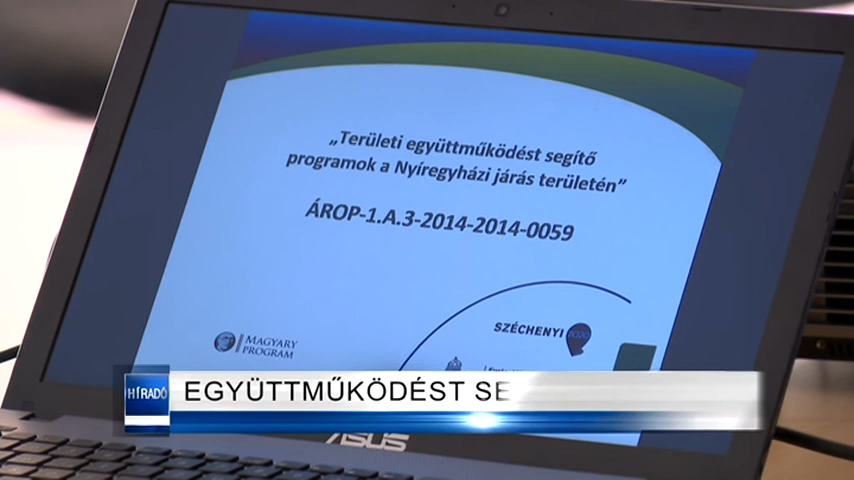 „Területi együttműködést segítő
programok a Nyíregyházi járás területén”
ÁROP-1.A.3-2014-2014-0059
SZÉCHENYI 2020
MAGYARY
PROGRAM
HÍRADÓ
EGYÜTTMŰKÖDÉST SE
ASUS